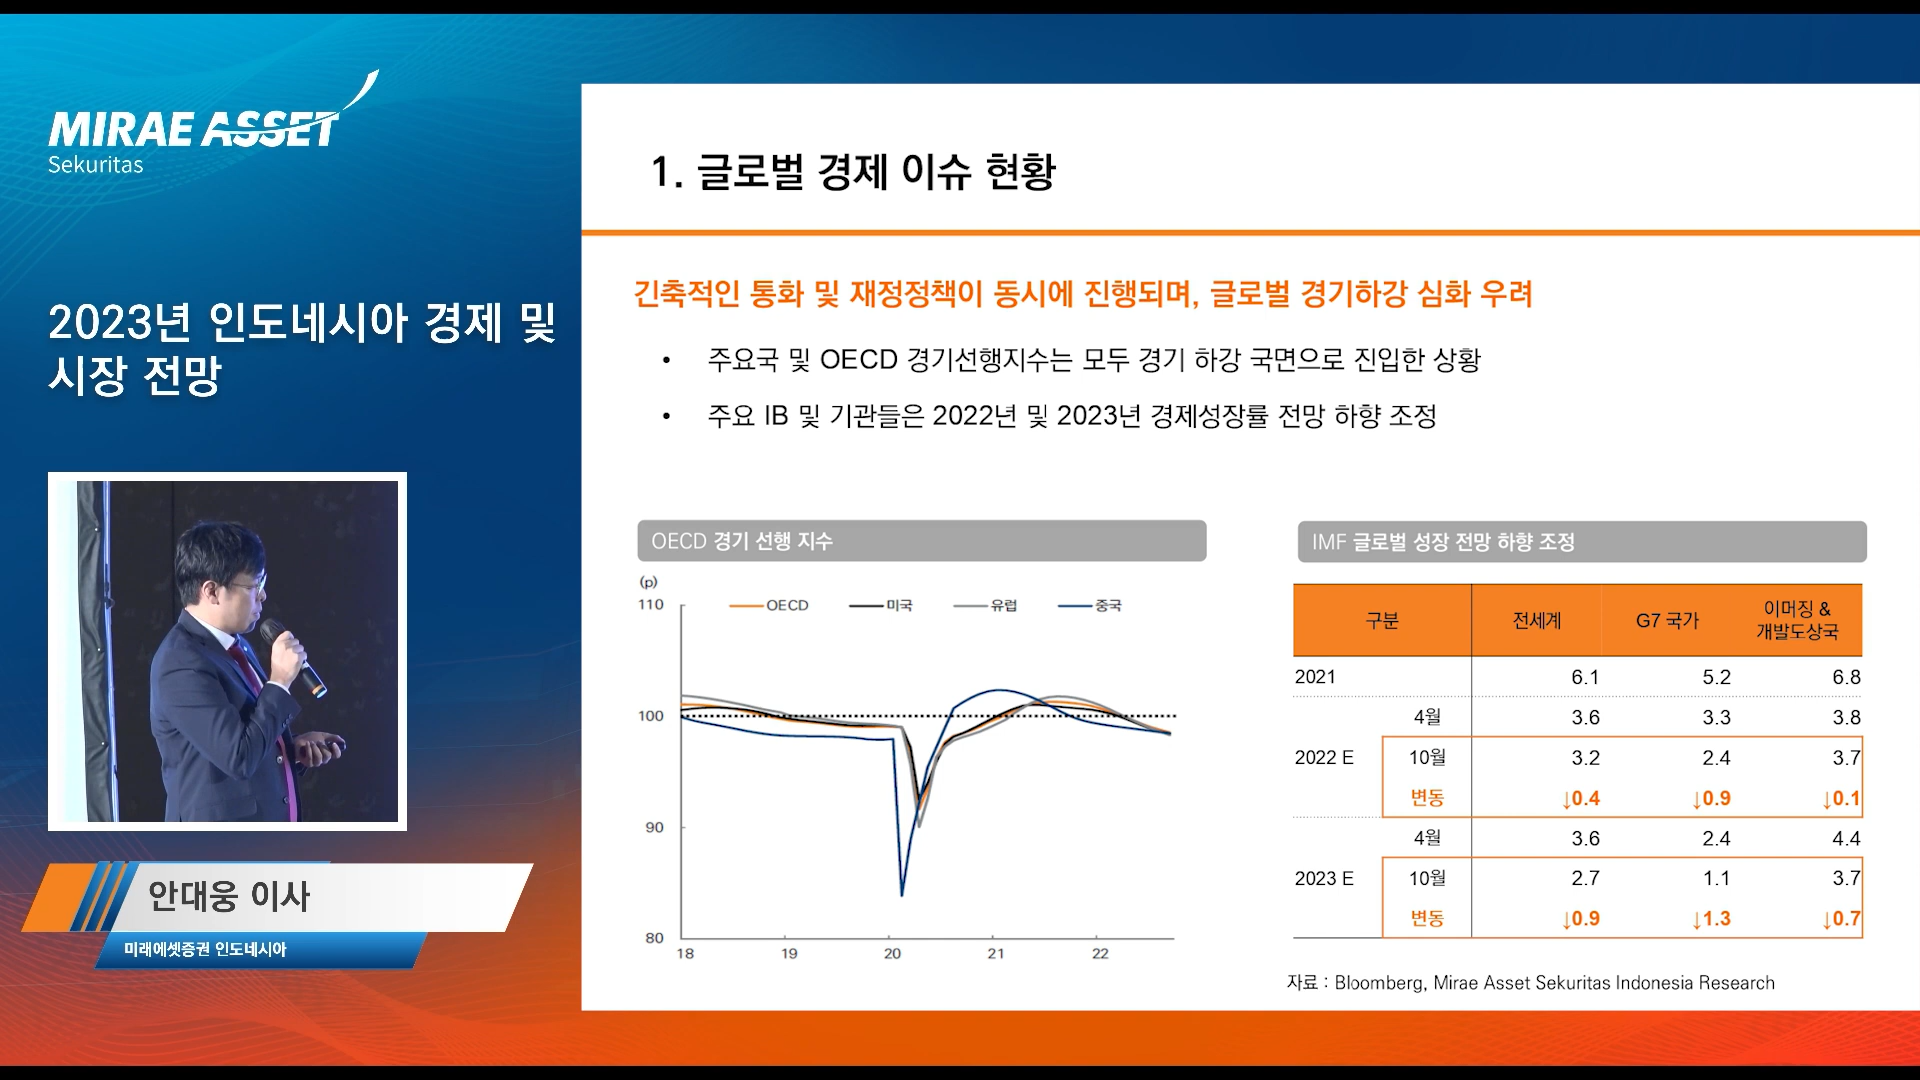 MIRAE ASSET
Sekuritas
2023년 인도네시아 경제 및
시장 전망
안대웅 이사
미래에셋증권 인도네시아
1. 글로벌 경제 이슈 현황
긴축적인 통화 및 재정정책이 동시에 진행되며, 글로벌 경기하강 심화 우려
• 주요국 및 OECD 경기선행지수는 모두 경기 하강 국면으로 진입한 상황
• 주요 IB 및 기관들은 2022년 및 2023년 경제성장률 전망 하향 조정
OECD 경기 선행 지수
(p)
110
OECD 미국 유럽 중국
100
90
80
18 19 20 21 22
IMF 글로벌 성장 전망 하향 조정
구분 전세계 G7 국가 이머징 &
개발도상국
2021 6.1 5.2 6.8
4월 3.6 3.3 3.8
2022 E 10월 3.2 2.4 3.7
변동 ↓0.4 ↓0.9 ↓0.1
4월 3.6 2.4 4.4
2023 E 10월 2.7 1.1 3.7
변동 ↓0.9 ↓1.3 ↓0.7
자료 : Bloomberg, Mirae Asset Sekuritas Indonesia Research